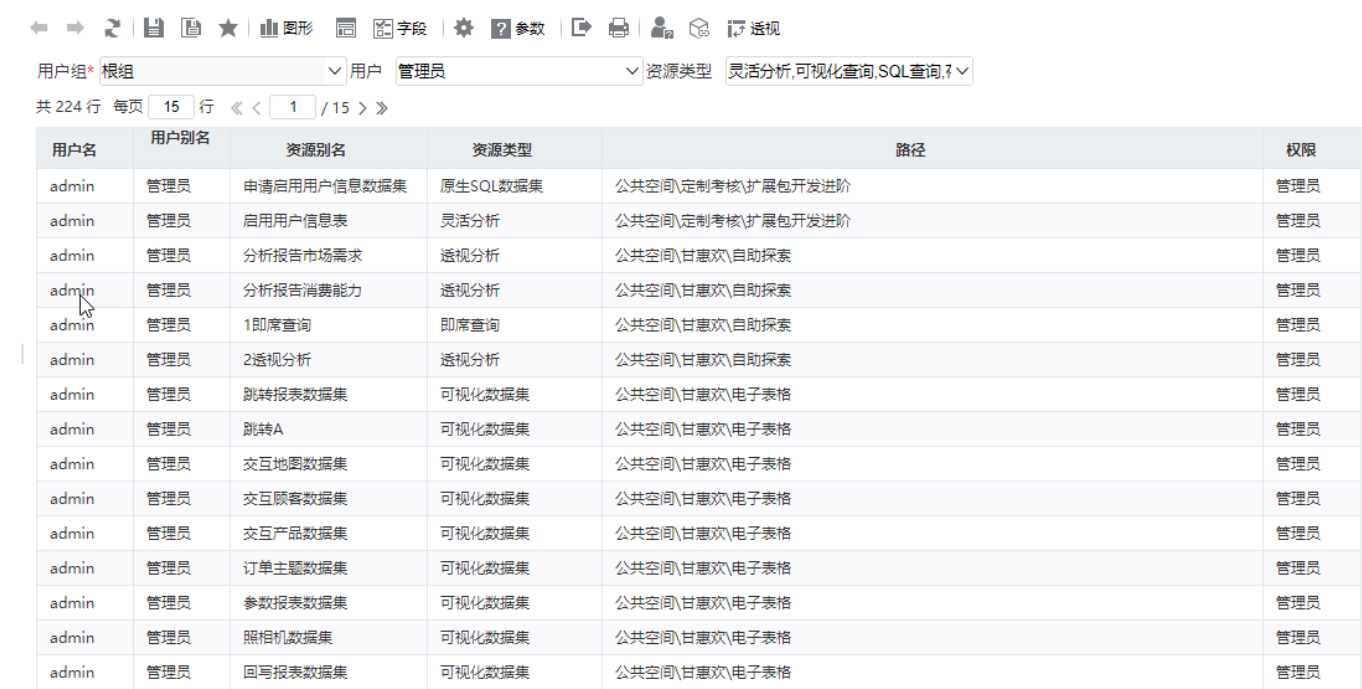 图形 字段 ? 参数 透视
用户组* 根组 用户 管理员 资源类型 灵活分析,可视化查询,SQL查询,
共 224 行 每页 15 行 《 〈 1 / 15 〉 》
用户名 用户别名 资源别名 资源类型 路径 权限
admin 管理员 申请启用用户信息数据集 原生SQL数据集 公共空间\定制考核\扩展包开发进阶 管理员
admin 管理员 启用用户信息表 灵活分析 公共空间\定制考核\扩展包开发进阶 管理员
admin 管理员 分析报告市场需求 透视分析 公共空间\甘惠欢\自助探索 管理员
admin 管理员 分析报告消费能力 透视分析 公共空间\甘惠欢\自助探索 管理员
admin 管理员 1即席查询 即席查询 公共空间\甘惠欢\自助探索 管理员
admin 管理员 2透视分析 透视分析 公共空间\甘惠欢\自助探索 管理员
admin 管理员 跳转报表数据集 可视化数据集 公共空间\甘惠欢\电子表格 管理员
admin 管理员 跳转A 可视化数据集 公共空间\甘惠欢\电子表格 管理员
admin 管理员 交互地图数据集 可视化数据集 公共空间\甘惠欢\电子表格 管理员
admin 管理员 交互顾客数据集 可视化数据集 公共空间\甘惠欢\电子表格 管理员
admin 管理员 交互产品数据集 可视化数据集 公共空间\甘惠欢\电子表格 管理员
admin 管理员 订单主题数据集 可视化数据集 公共空间\甘惠欢\电子表格 管理员
admin 管理员 参数报表数据集 可视化数据集 公共空间\甘惠欢\电子表格 管理员
admin 管理员 照相机数据集 可视化数据集 公共空间\甘惠欢\电子表格 管理员
admin 管理员 回写报表数据集 可视化数据集 公共空间\甘惠欢\电子表格 管理员